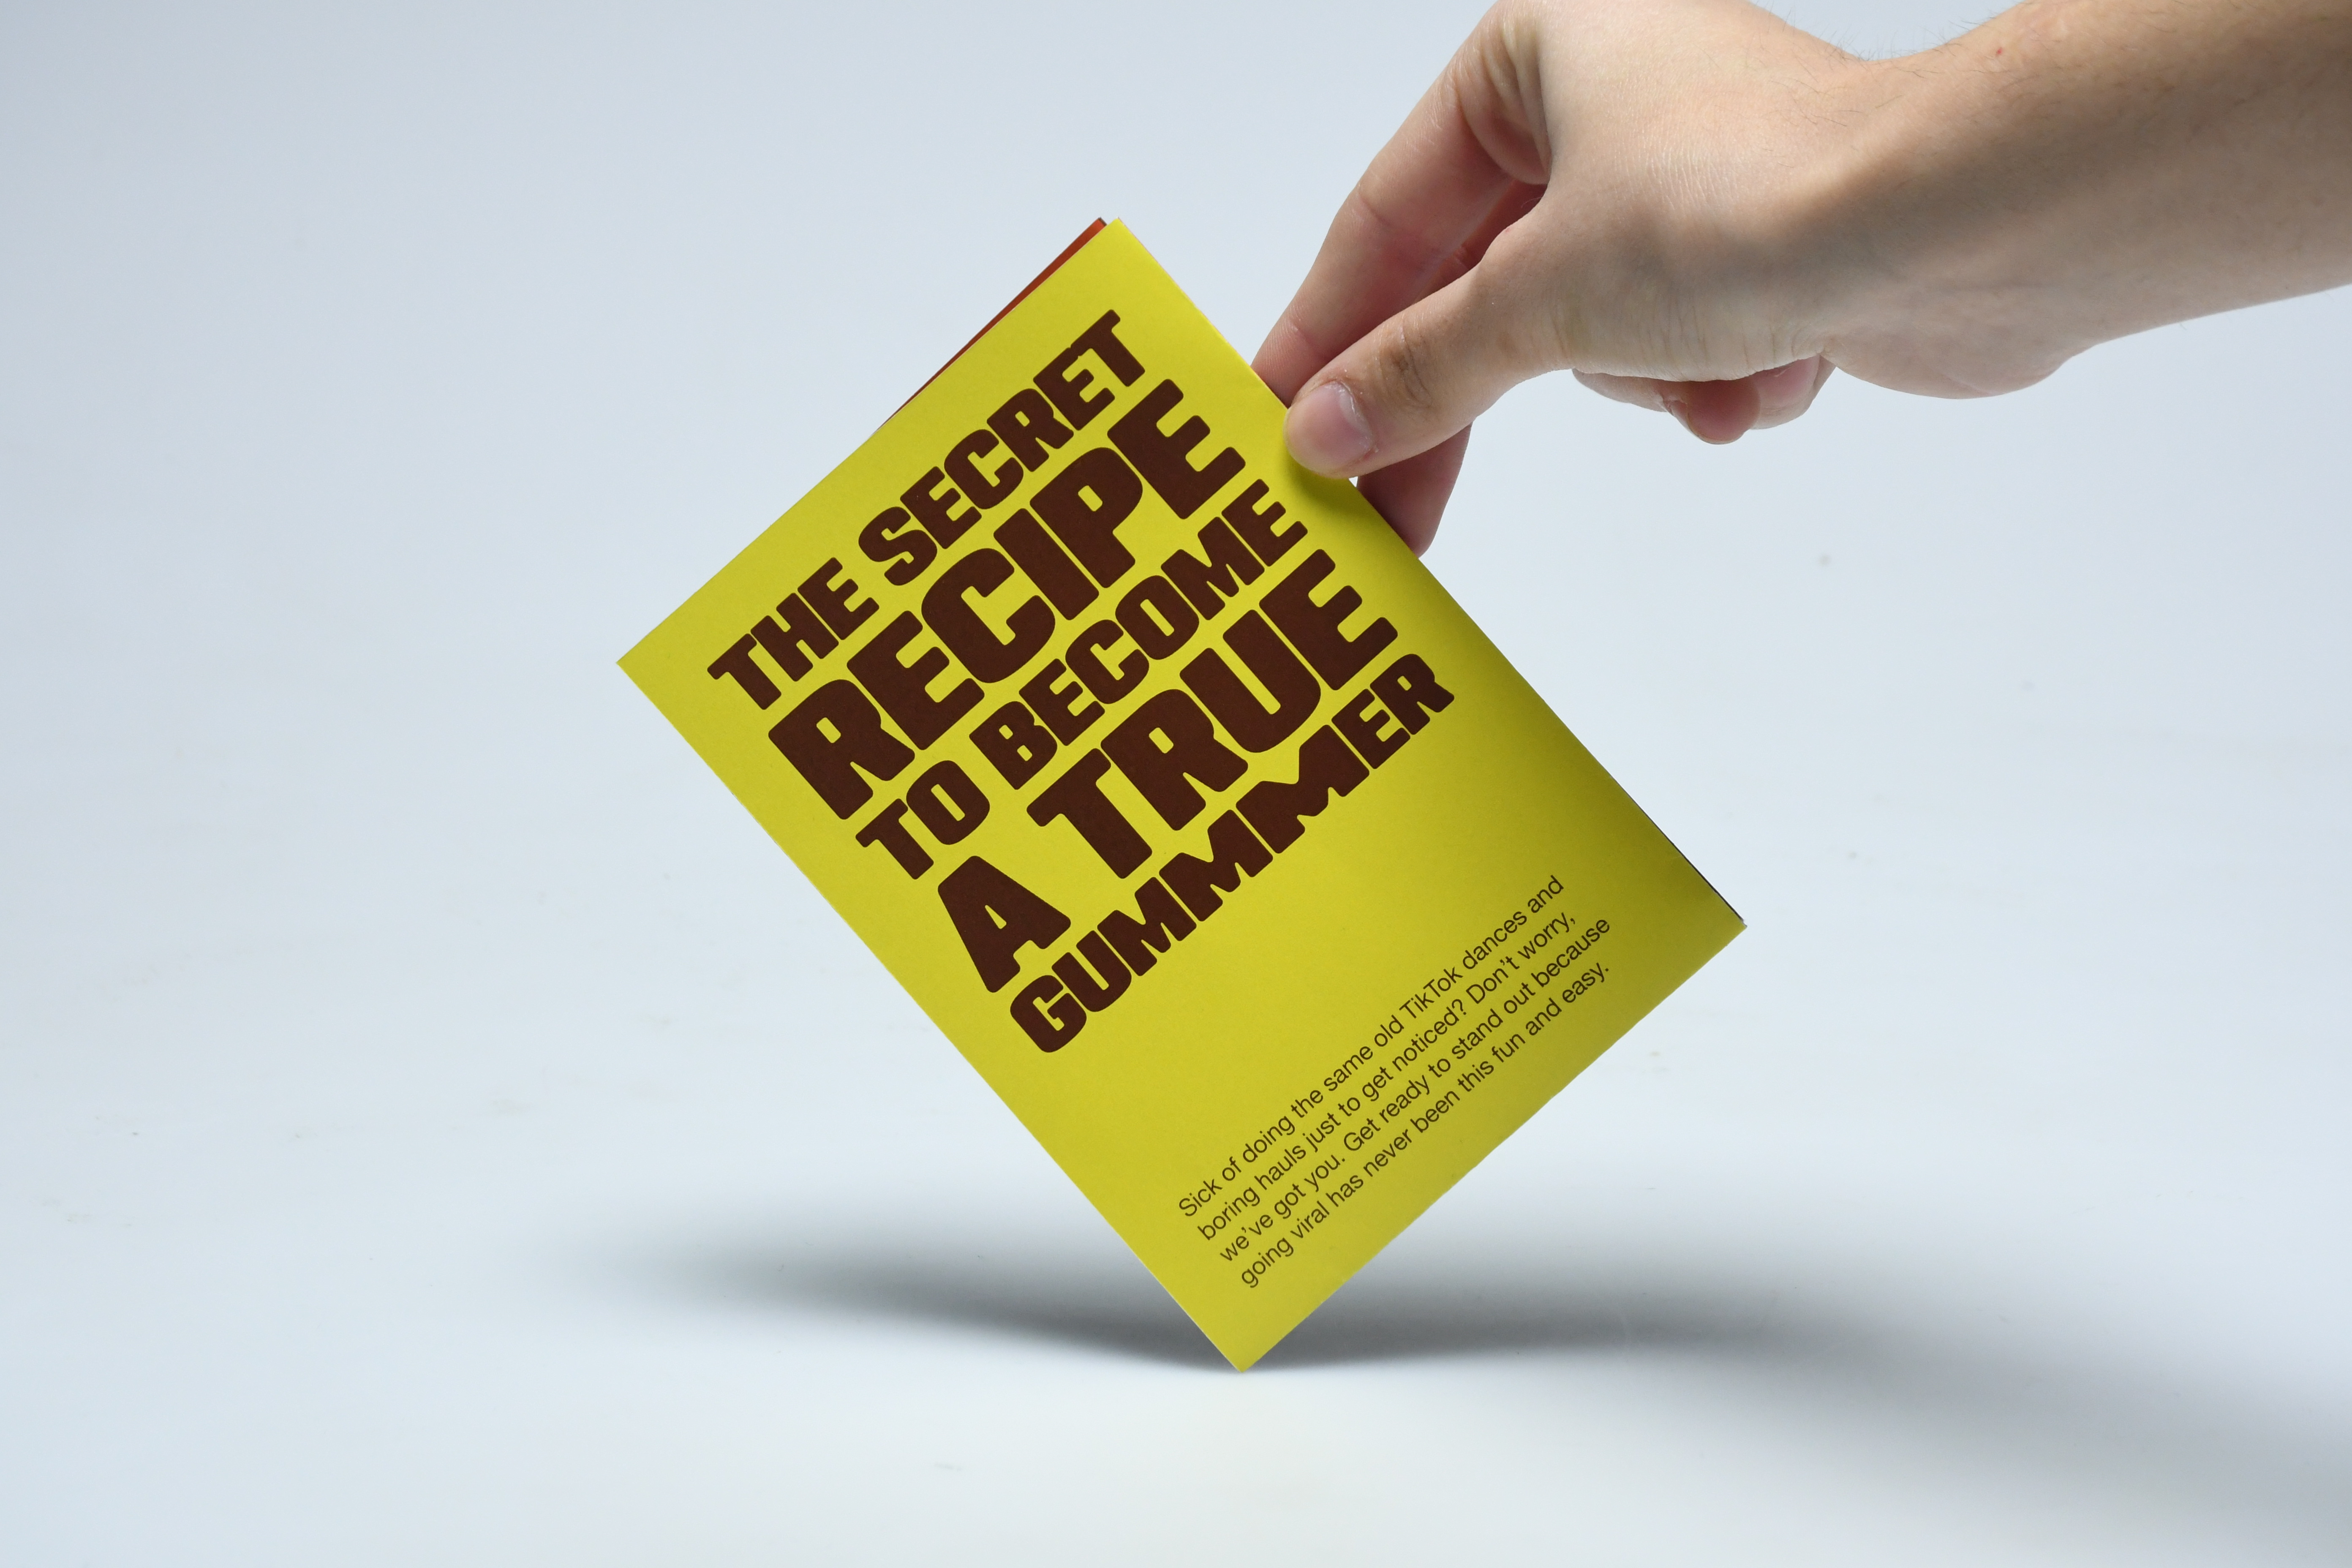 THE SECRET
RECIPE
TO BECOME
A TRUE
GUMMMER
Sick of doing the same old TikTok dances and
boring hauls just to get noticed? Don't worry,
we've got you. Get ready to stand out because
going viral has never been this fun and easy.